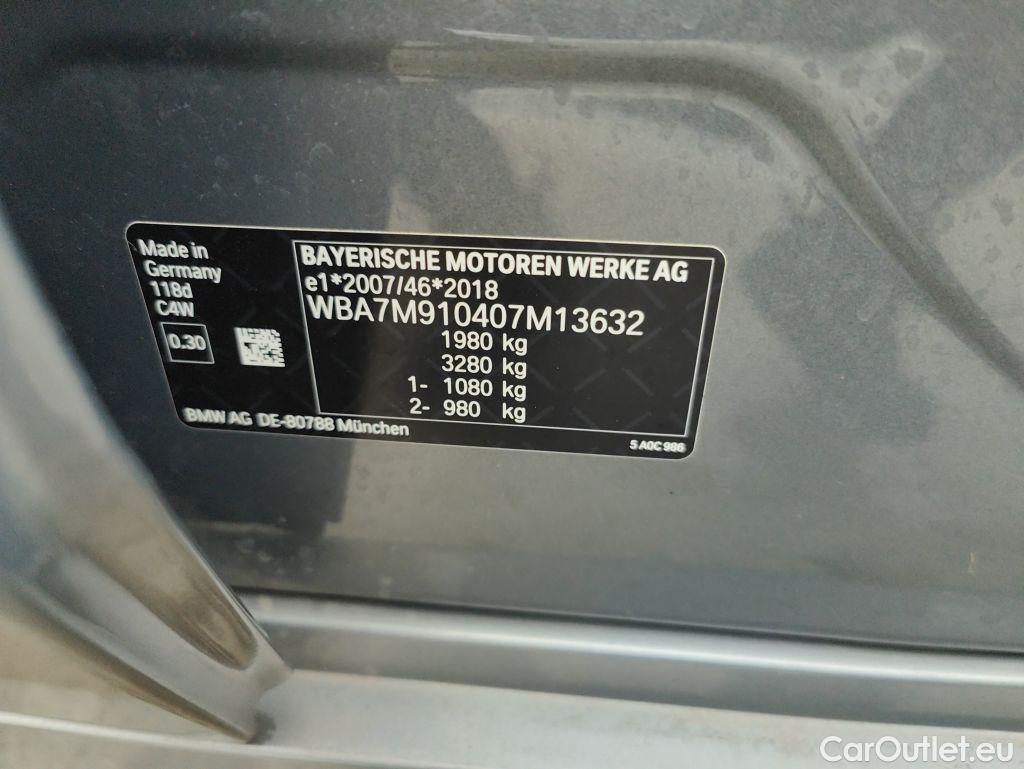 Made in
Germany
118d
C4W
0.30
BAYERISCHE MOTOREN WERKE AG
e1*2007/46*2018
WBA7M910407M13632
1980 kg
3280 kg
1- 1080 kg
2- 980 kg
BMW AG DE-80788 München
5 A0C 986
CarOutlet.eu